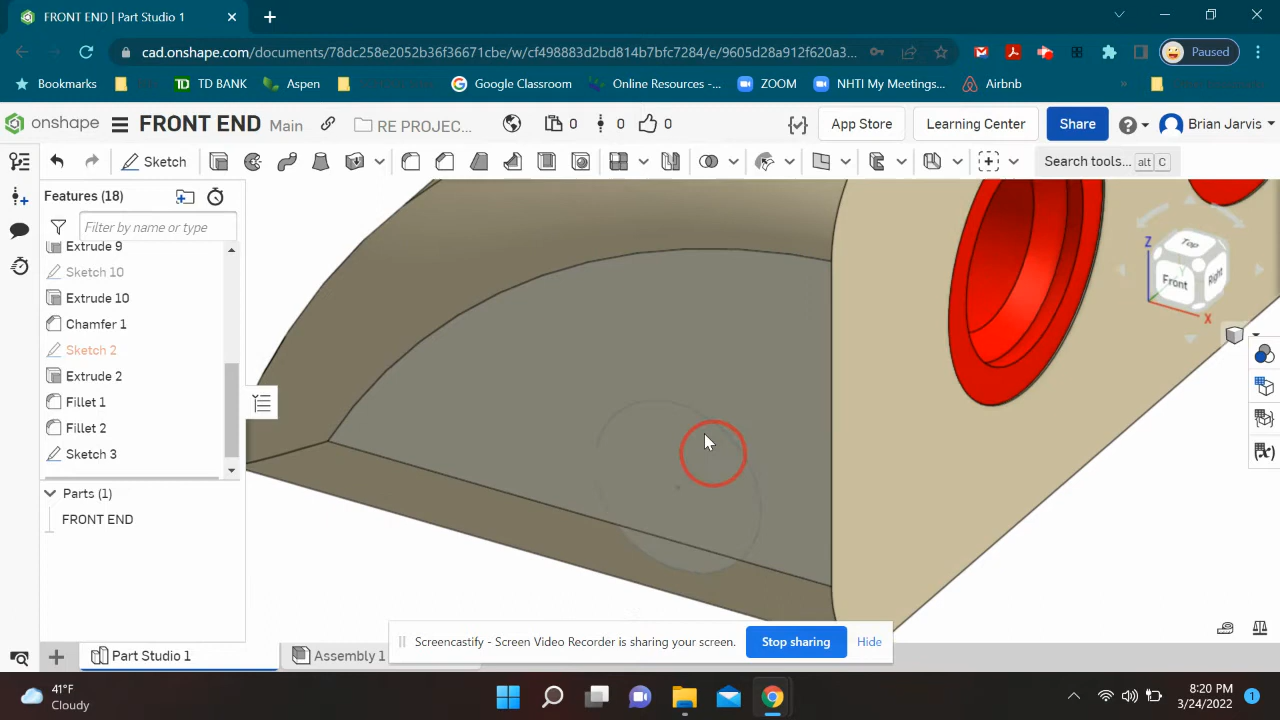 FRONT END | Part Studio 1
cad.onshape.com/documents/78dc258e2052b36f36671cbe/w/cf498883d2bd814b7bfc7284/e/9605d28a912f620a3...
Paused
Bookmarks
TD BANK
Aspen
Google Classroom
Online Resources -...
ZOOM
NHTI My Meetings...
Airbnb
onshape
FRONT END Main
RE PROJEC...
0
0
0
App Store
Learning Center
Share
Brian Jarvis
Sketch
Search tools... alt C
Features (18)
Filter by name or type
Extrude 9
Sketch 10
Extrude 10
Chamfer 1
Sketch 2
Extrude 2
Fillet 1
Fillet 2
Sketch 3
Parts (1)
FRONT END
Z
Top
Front
Right
X
Screencastify - Screen Video Recorder is sharing your screen.
Stop sharing
Hide
Part Studio 1
Assembly 1
41°F
Cloudy
8:20 PM
3/24/2022
1